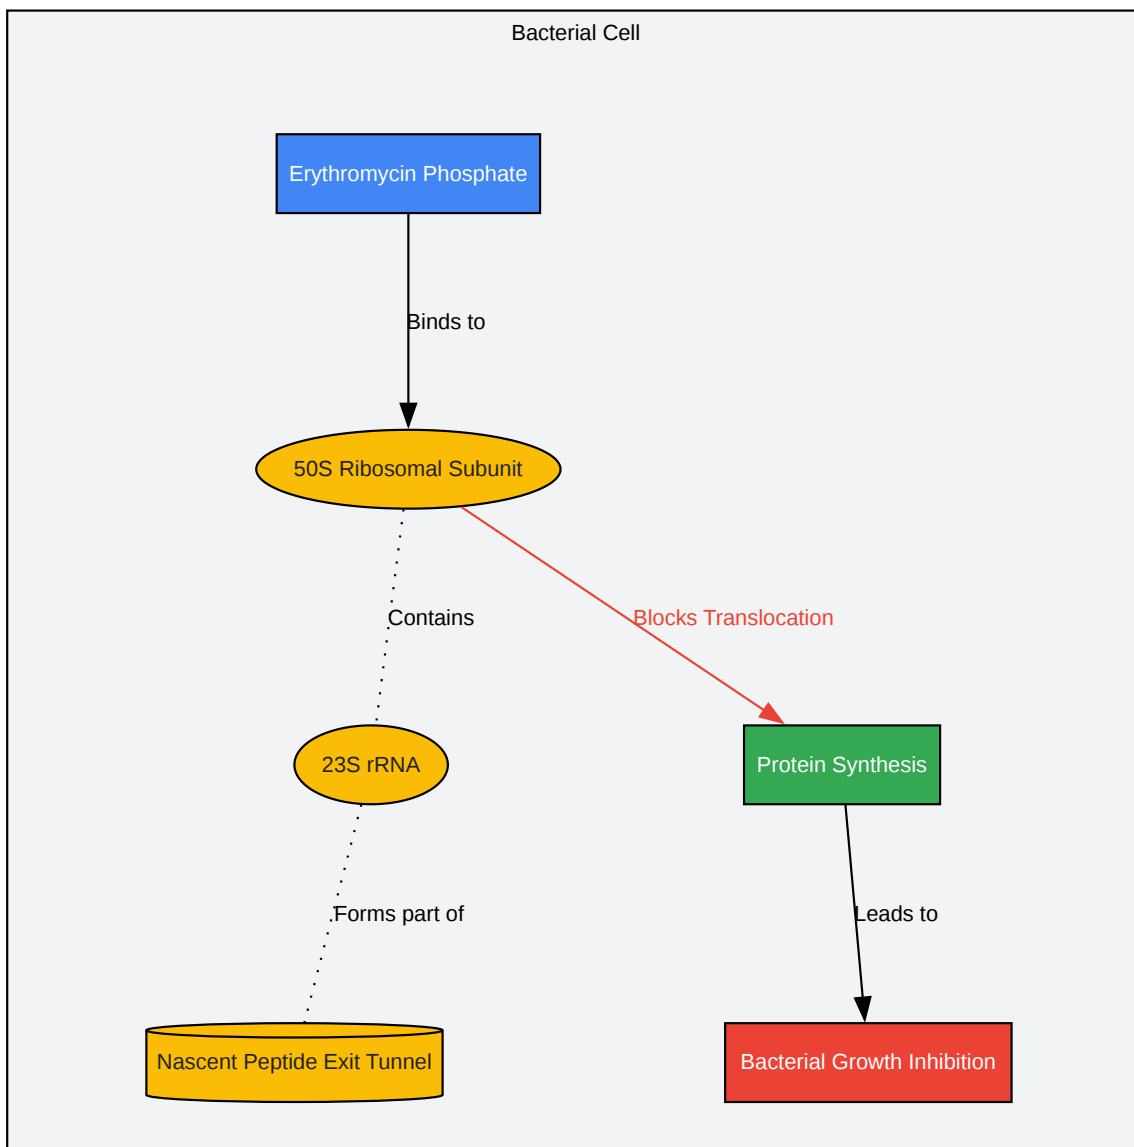 Bacterial Cell
Erythromycin Phosphate
Binds to
50S Ribosomal Subunit
Contains
Blocks Translocation
23S rRNA
Protein Synthesis
Forms part of
Leads to
Nascent Peptide Exit Tunnel
Bacterial Growth Inhibition